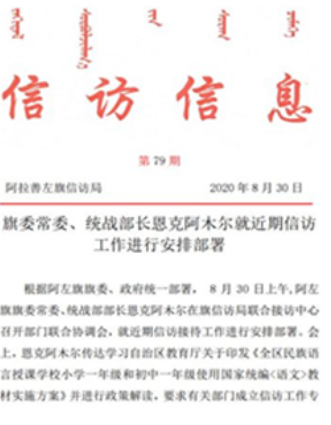 信访信息
第 79 期
阿拉善左旗信访局 2020 年 8 月 30 日
旗委常委、统战部长恩克阿木尔就近期信访
工作进行安排部署
根据阿左旗旗委、政府统一部署， 8 月 30 日上午，阿左
旗旗委常委、统战部部长恩克阿木尔在旗信访局联合接访中心
召开部门联合协调会，就近期信访接待工作进行安排部署。会
上，恩克阿木尔传达学习自治区教育厅关于印发《全区民族语
言授课学校小学一年级和初中一年级使用国家统编<语文>教
材实施方案》并进行政策解读，要求有关部门成立信访工作专